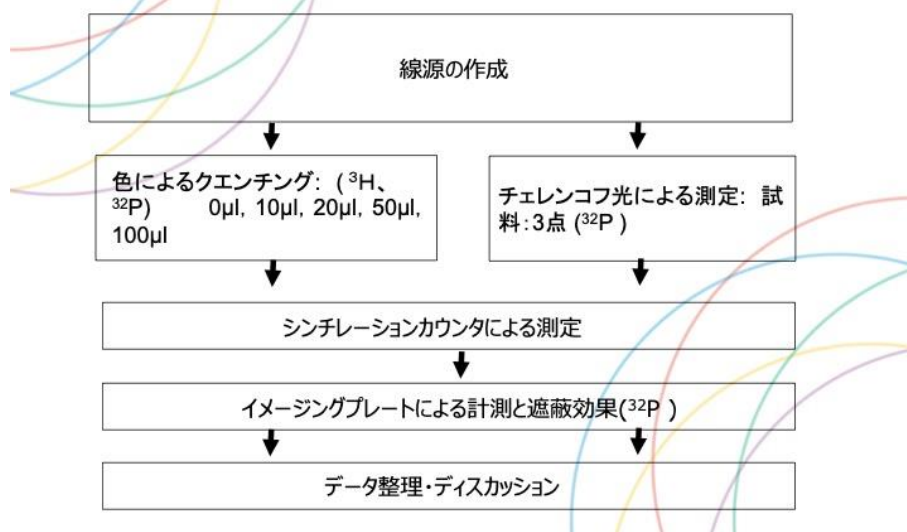 線源の作成
色によるクエンチング: (³H、
³²P) 0μl, 10μl, 20μl, 50μl,
100μl
チェレンコフ光による測定: 試
料:3点 (³²P )
シンチレーションカウンタによる測定
イメージングプレートによる計測と遮蔽効果(³²P )
データ整理・ディスカッション